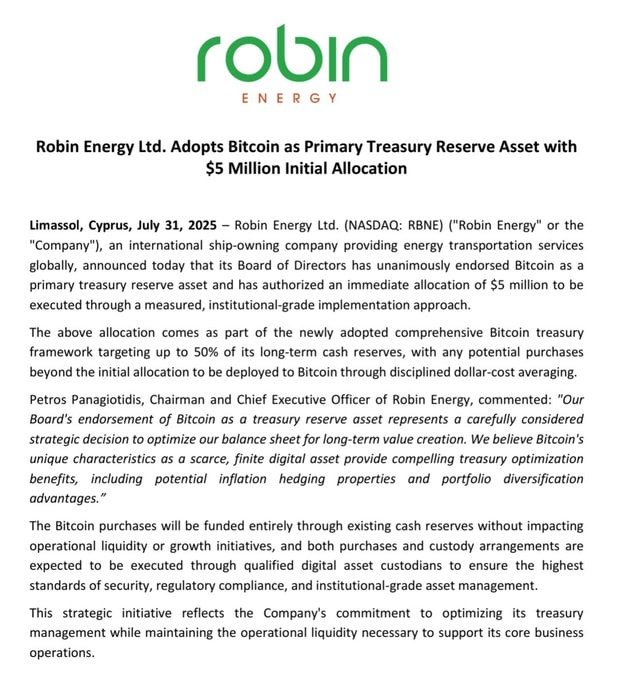 robin
ENERGY
Robin Energy Ltd. Adopts Bitcoin as Primary Treasury Reserve Asset with
$5 Million Initial Allocation
Limassol, Cyprus, July 31, 2025 – Robin Energy Ltd. (NASDAQ: RBNE) ("Robin Energy" or the
"Company"), an international ship-owning company providing energy transportation services
globally, announced today that its Board of Directors has unanimously endorsed Bitcoin as a
primary treasury reserve asset and has authorized an immediate allocation of $5 million to be
executed through a measured, institutional-grade implementation approach.
The above allocation comes as part of the newly adopted comprehensive Bitcoin treasury
framework targeting up to 50% of its long-term cash reserves, with any potential purchases
beyond the initial allocation to be deployed to Bitcoin through disciplined dollar-cost averaging.
Petros Panagiotidis, Chairman and Chief Executive Officer of Robin Energy, commented: "Our
Board's endorsement of Bitcoin as a treasury reserve asset represents a carefully considered
strategic decision to optimize our balance sheet for long-term value creation. We believe Bitcoin's
unique characteristics as a scarce, finite digital asset provide compelling treasury optimization
benefits, including potential inflation hedging properties and portfolio diversification
advantages.”
The Bitcoin purchases will be funded entirely through existing cash reserves without impacting
operational liquidity or growth initiatives, and both purchases and custody arrangements are
expected to be executed through qualified digital asset custodians to ensure the highest
standards of security, regulatory compliance, and institutional-grade asset management.
This strategic initiative reflects the Company's commitment to optimizing its treasury
management while maintaining the operational liquidity necessary to support its core business
operations.